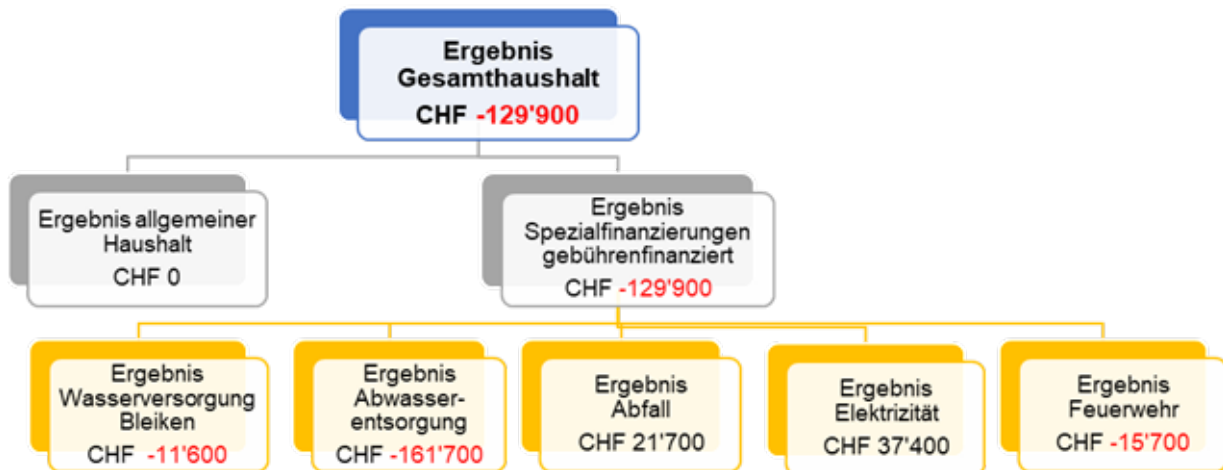 Ergebnis
Gesamthaushalt
CHF -129'900
Ergebnis allgemeiner
Haushalt
CHF 0
Ergebnis
Spezialfinanzierungen
gebührenfinanziert
CHF -129'900
Ergebnis
Wasserversorgung
Bleiken
CHF -11'600
Ergebnis
Abwasser-
entsorgung
CHF -161'700
Ergebnis
Abfall
CHF 21'700
Ergebnis
Elektrizität
CHF 37'400
Ergebnis
Feuerwehr
CHF -15'700